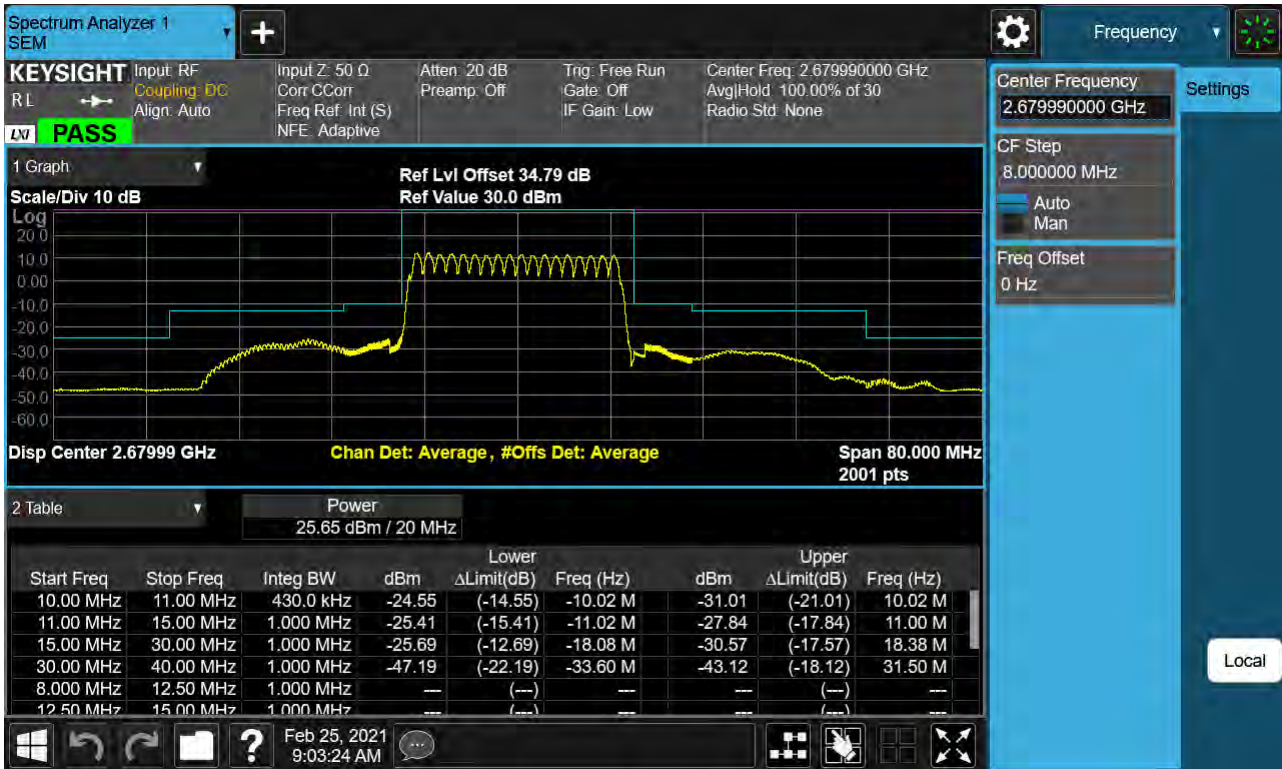 Spectrum Analyzer 1
SEM
Frequency
KEYSIGHT
R L
LXI
PASS
Input: RF
Coupling: DC
Align: Auto
Input Z: 50 Ω
Corr CCorr
Freq Ref: Int (S)
NFE: Adaptive
Atten: 20 dB
Preamp: Off
Trig: Free Run
Gate: Off
IF Gain: Low
Center Freq: 2.679990000 GHz
Avg|Hold: 100.00% of 30
Radio Std: None
Center Frequency
2.679990000 GHz
Settings
CF Step
8.000000 MHz
Auto
Man
Freq Offset
0 Hz
1 Graph
Ref Lvl Offset 34.79 dB
Scale/Div 10 dB
Ref Value 30.0 dBm
Log
20.0
10.0
0.00
-10.0
-20.0
-30.0
-40.0
-50.0
-60.0
Disp Center 2.67999 GHz
Chan Det: Average, #Offs Det: Average
Span 80.000 MHz
2001 pts
2 Table
Power
25.65 dBm / 20 MHz
Lower Upper
Start Freq Stop Freq Integ BW dBm ΔLimit(dB) Freq (Hz) dBm ΔLimit(dB) Freq (Hz)
10.00 MHz 11.00 MHz 430.0 kHz -24.55 (-14.55) -10.02 M -31.01 (-21.01) 10.02 M
11.00 MHz 15.00 MHz 1.000 MHz -25.41 (-15.41) -11.02 M -27.84 (-17.84) 11.00 M
15.00 MHz 30.00 MHz 1.000 MHz -25.69 (-12.69) -18.08 M -30.57 (-17.57) 18.38 M
30.00 MHz 40.00 MHz 1.000 MHz -47.19 (-22.19) -33.60 M -43.12 (-18.12) 31.50 M
8.000 MHz 12.50 MHz 1.000 MHz --- (---) --- --- (---) ---
12.50 MHz 15.00 MHz 1.000 MHz --- (---) --- --- (---) ---
Local
?
Feb 25, 2021
9:03:24 AM